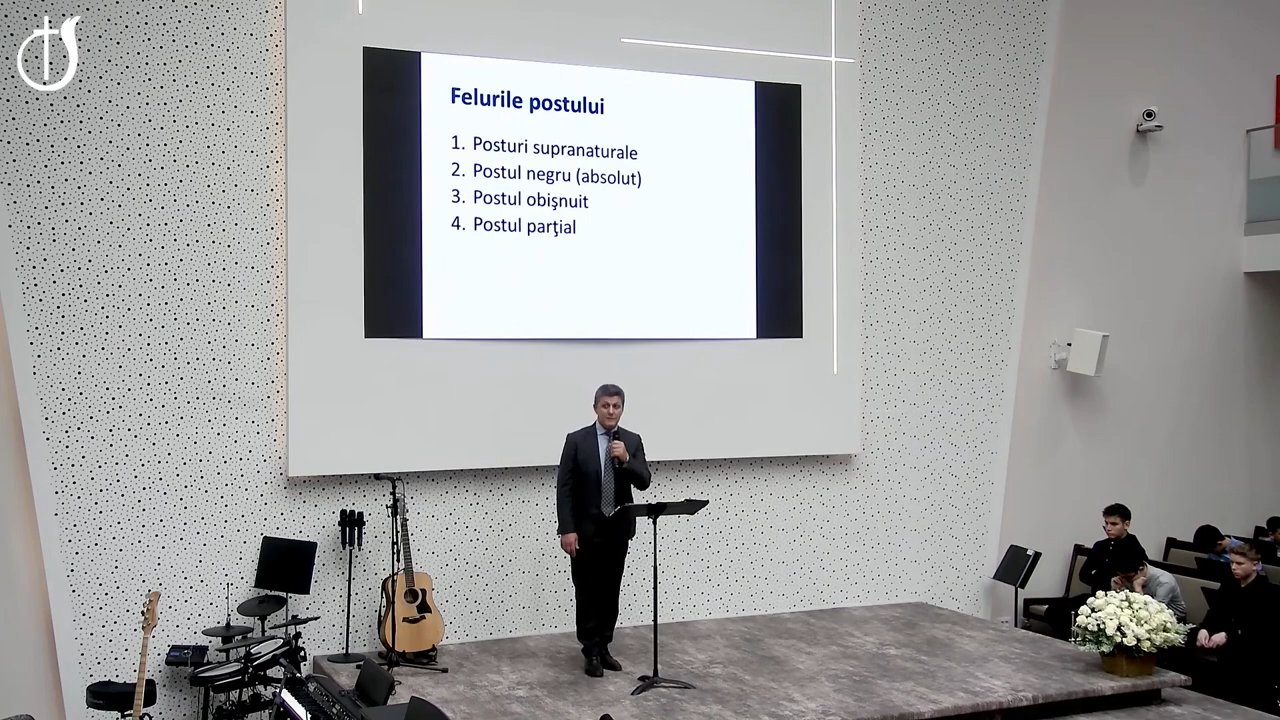 Felurile postului
1. Posturi supranaturale
2. Postul negru (absolut)
3. Postul obişnuit
4. Postul parţial